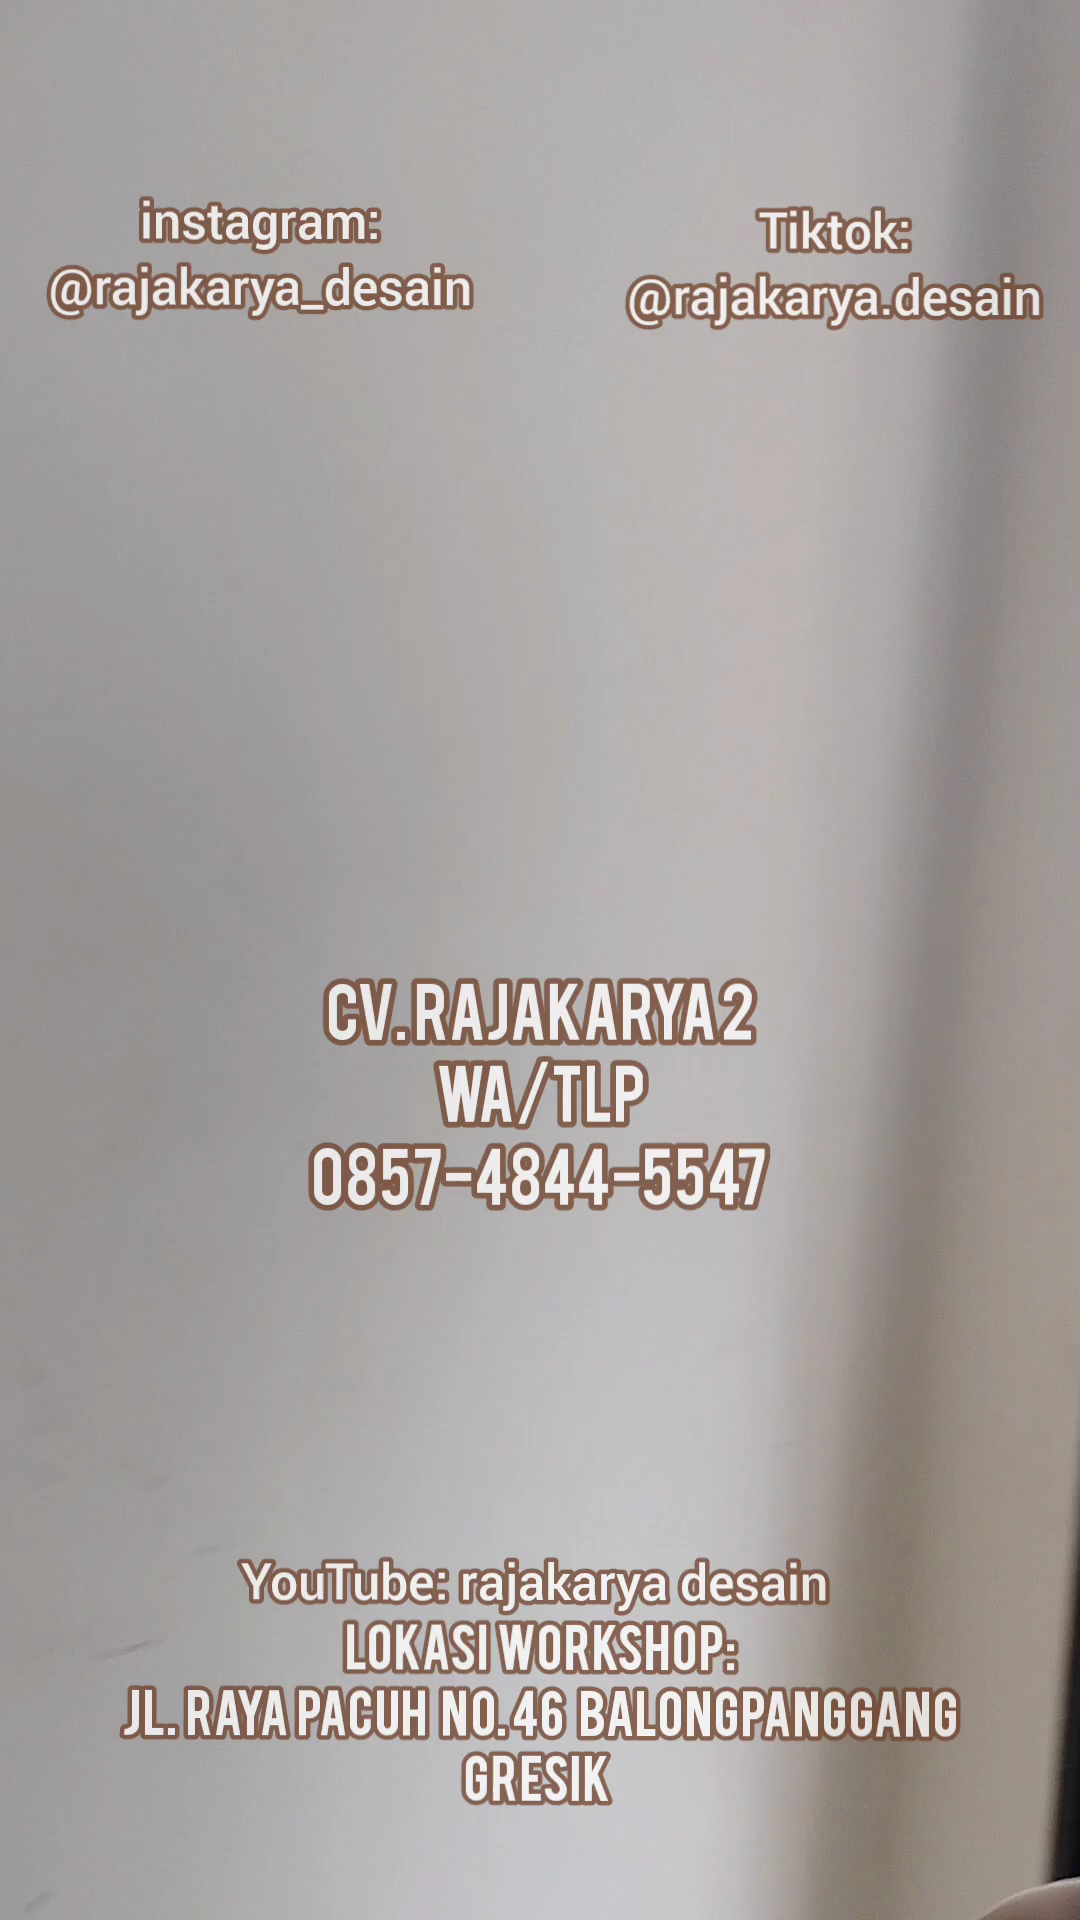 instagram:
@rajakarya_desain
Tiktok:
@rajakarya.desain
CV.RAJAKARYA2
WA/TLP
0857-4844-5547
YouTube: rajakarya desain
LOKASI WORKSHOP:
JL. RAYA PACUH NO.46 BALONGPANGGANG
GRESIK